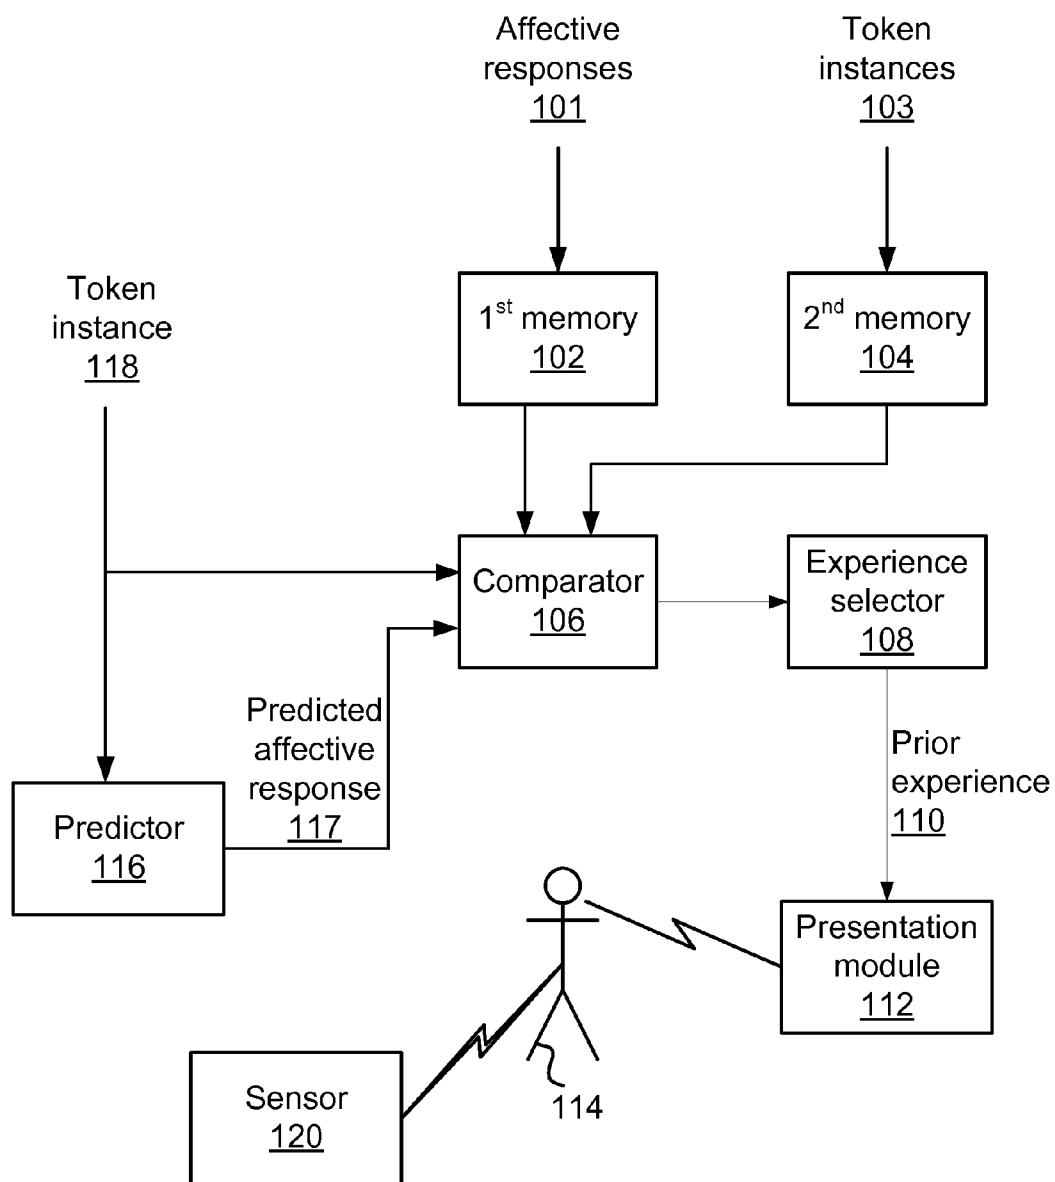 Affective
responses
101
Token
instances
103
Token
instance
118
1st memory
102
2nd memory
104
Comparator
106
Experience
selector
108
Predicted
affective
response
117
Prior
experience
110
Predictor
116
Presentation
module
112
114
Sensor
120